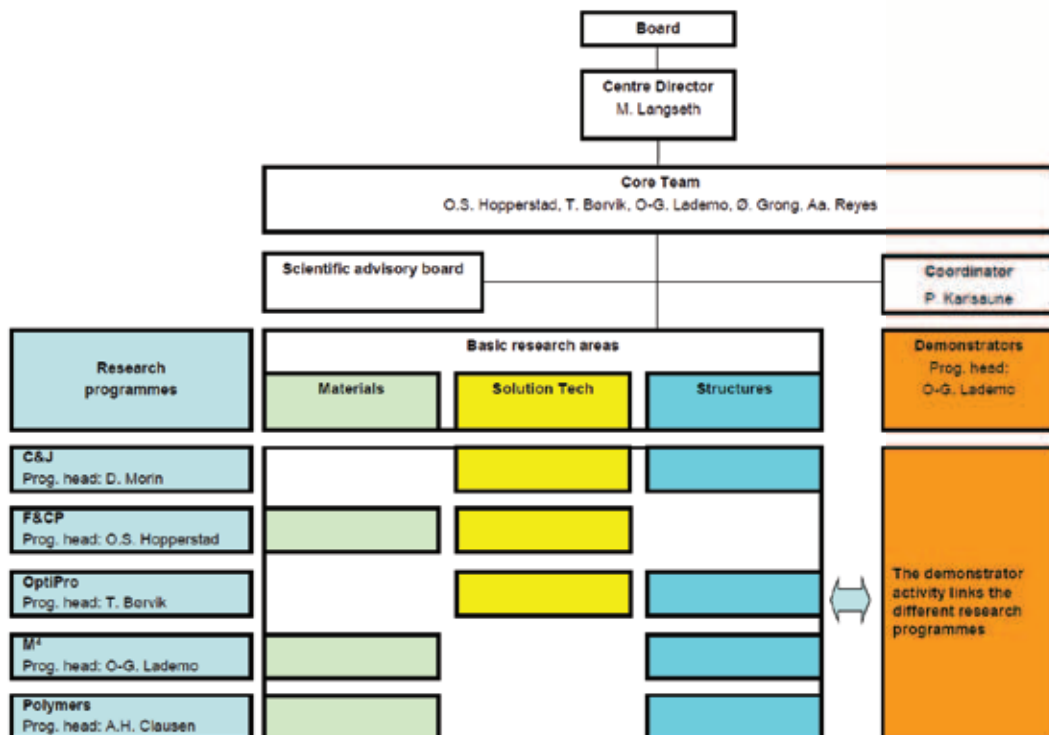 Board
Centre Director
M. Langseth
Core Team
O.S. Hopperstad, T. Børvik, O-G. Lademo, Ø. Grong, Aa. Reyes
Scientific advisory board
Coordinator
P. Karlsaune
Research
programmes
Basic research areas
Materials
Solution Tech
Structures
Demonstrators
Prog. head:
O-G. Lademo
C&J
Prog. head: D. Morin
F&CP
Prog. head: O.S. Hopperstad
OptiPro
Prog. head: T. Børvik
M⁴
Prog. head: O-G. Lademo
Polymers
Prog. head: A.H. Clausen
The demonstrator
activity links the
different research
programmes